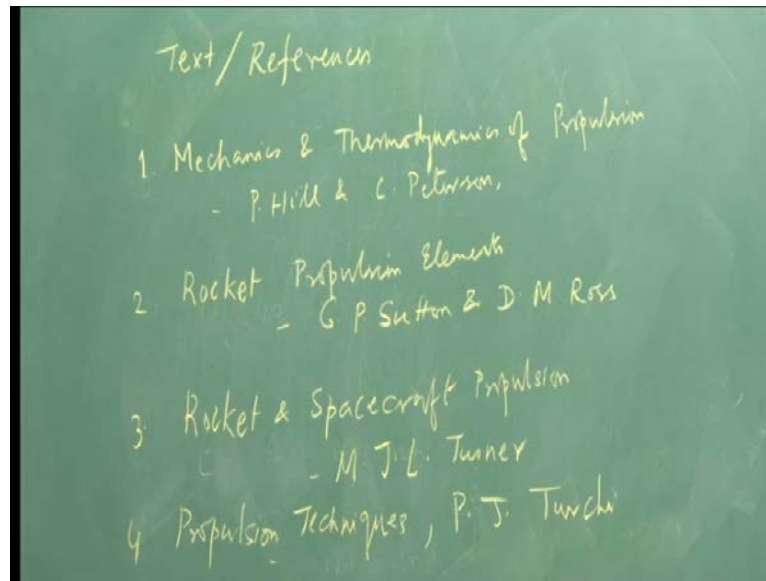 Text/References
1. Mechanics & Thermodynamics of Propulsion
- P. Hill & C. Peterson,
2. Rocket Propulsion Elements
- G P Sutton & D. M Ross
3. Rocket & Spacecraft Propulsion
- M J. L. Turner
4 Propulsion Techniques, P. J. Turchi